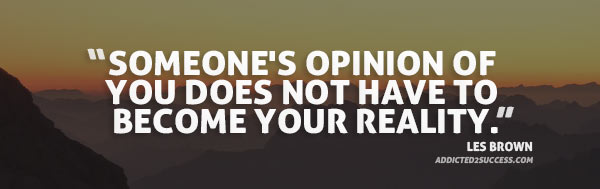 “SOMEONE'S OPINION OF
YOU DOES NOT HAVE TO
BECOME YOUR REALITY.”
LES BROWN
ADDICTED2SUCCESS.COM